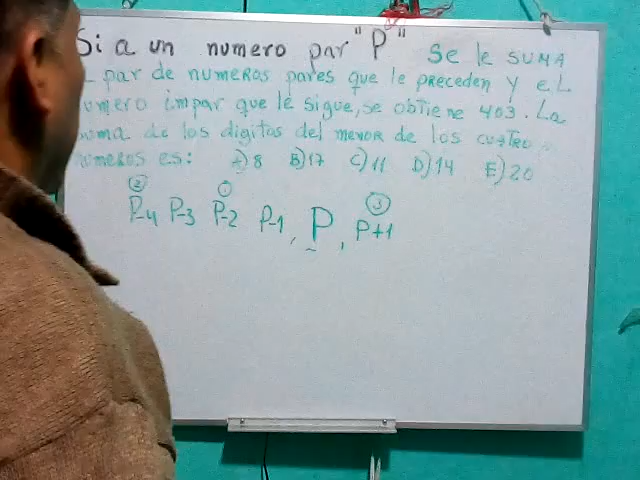 Si a un numero par "P" se le suma
par de numeros pares que le preceden y el
numero impar que le sigue, se obtiene 403. La
suma de los digitos del menor de los cuatro
numeros es: A) 8 B) 17 C) 11 D) 14 E) 20
② ① ③
P-4 P-3 P-2 P-1, P, P+1